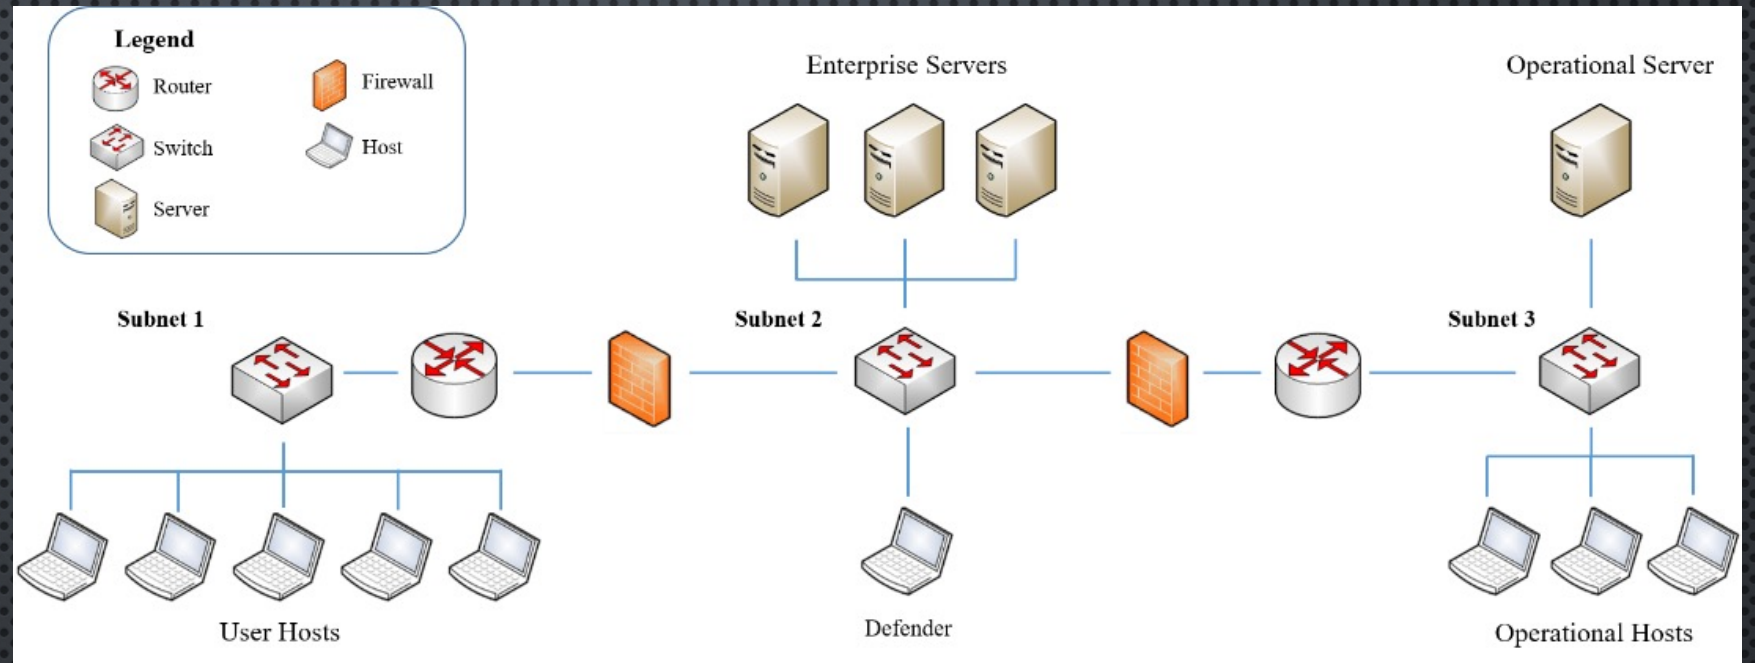 Legend
Router
Firewall
Switch
Host
Server
Enterprise Servers
Operational Server
Subnet 1
Subnet 2
Subnet 3
User Hosts
Defender
Operational Hosts